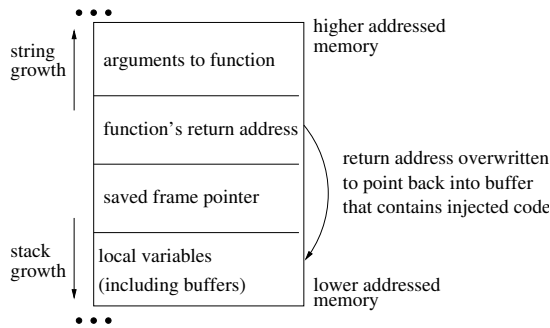 higher addressed
memory
string
growth
arguments to function
function's return address
return address overwritten
to point back into buffer
that contains injected code
saved frame pointer
stack
growth
local variables
(including buffers)
lower addressed
memory